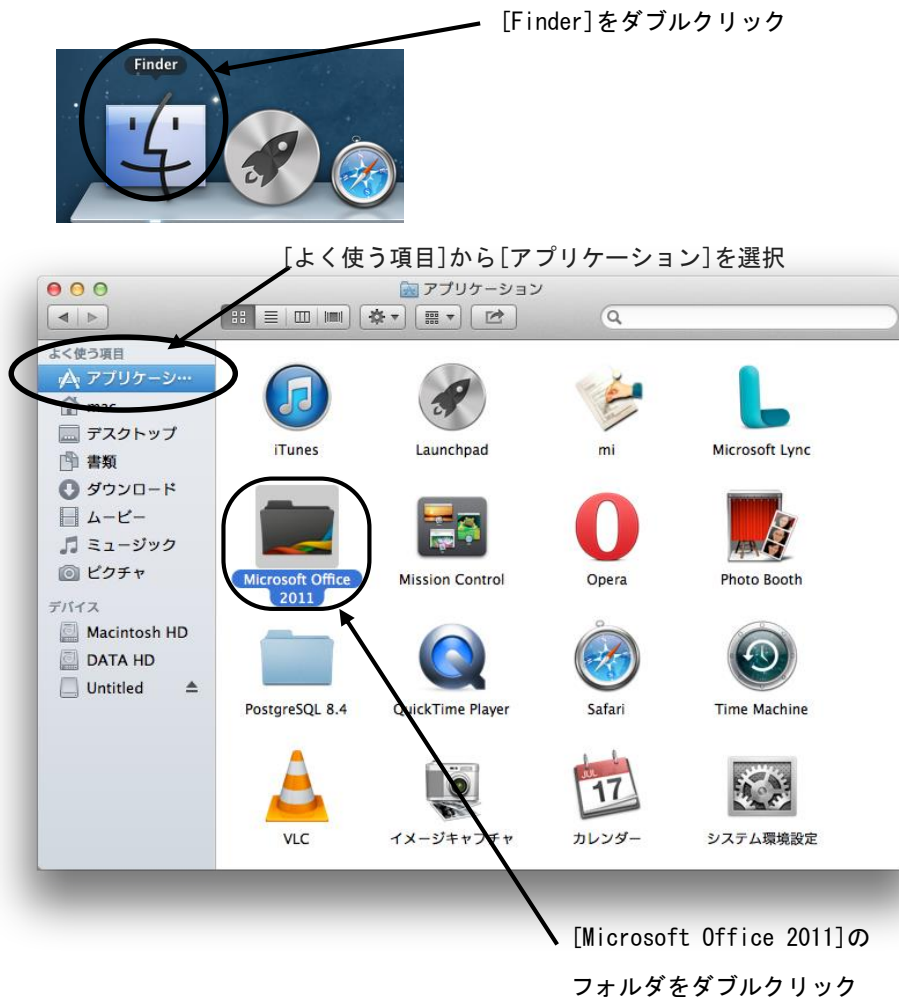 [Finder]をダブルクリック
Finder
[よく使う項目]から[アプリケーション]を選択
アプリケーション
よく使う項目
アプリケーシ…
mac
デスクトップ
書類
ダウンロード
ムービー
ミュージック
ピクチャ
デバイス
Macintosh HD
DATA HD
Untitled
iTunes
Launchpad
mi
Microsoft Lync
Microsoft Office
2011
Mission Control
Opera
Photo Booth
PostgreSQL 8.4
QuickTime Player
Safari
Time Machine
VLC
イメージキャプチャ
JUL
17
カレンダー
システム環境設定
[Microsoft Office 2011]の
フォルダをダブルクリック